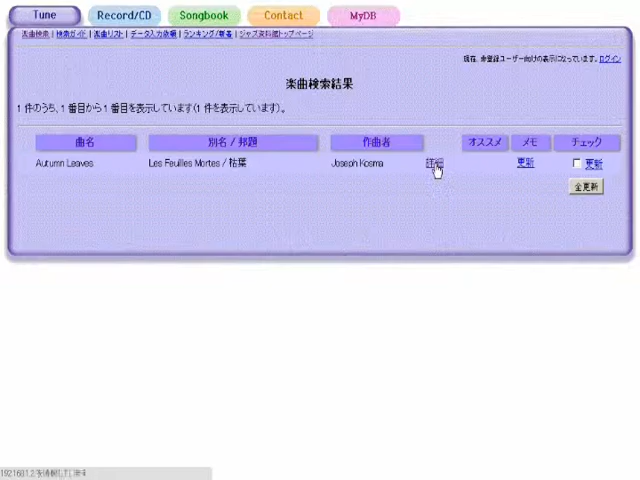 Tune Record/CD Songbook Contact MyDB
楽曲検索 | 検索ガイド | 楽曲リスト | データ入力依頼 | ランキング/新着 | ジャズ資料館トップページ
現在、非登録ユーザー向けの表示になっています。ログイン
楽曲検索結果
1 件のうち、1 番目から 1 番目を表示しています(1 件を表示しています)。
曲名 別名 / 邦題 作曲者 オススメ メモ チェック
Autumn Leaves Les Feuilles Mortes / 枯葉 Joseph Kosma 詳細 更新 更新
全更新